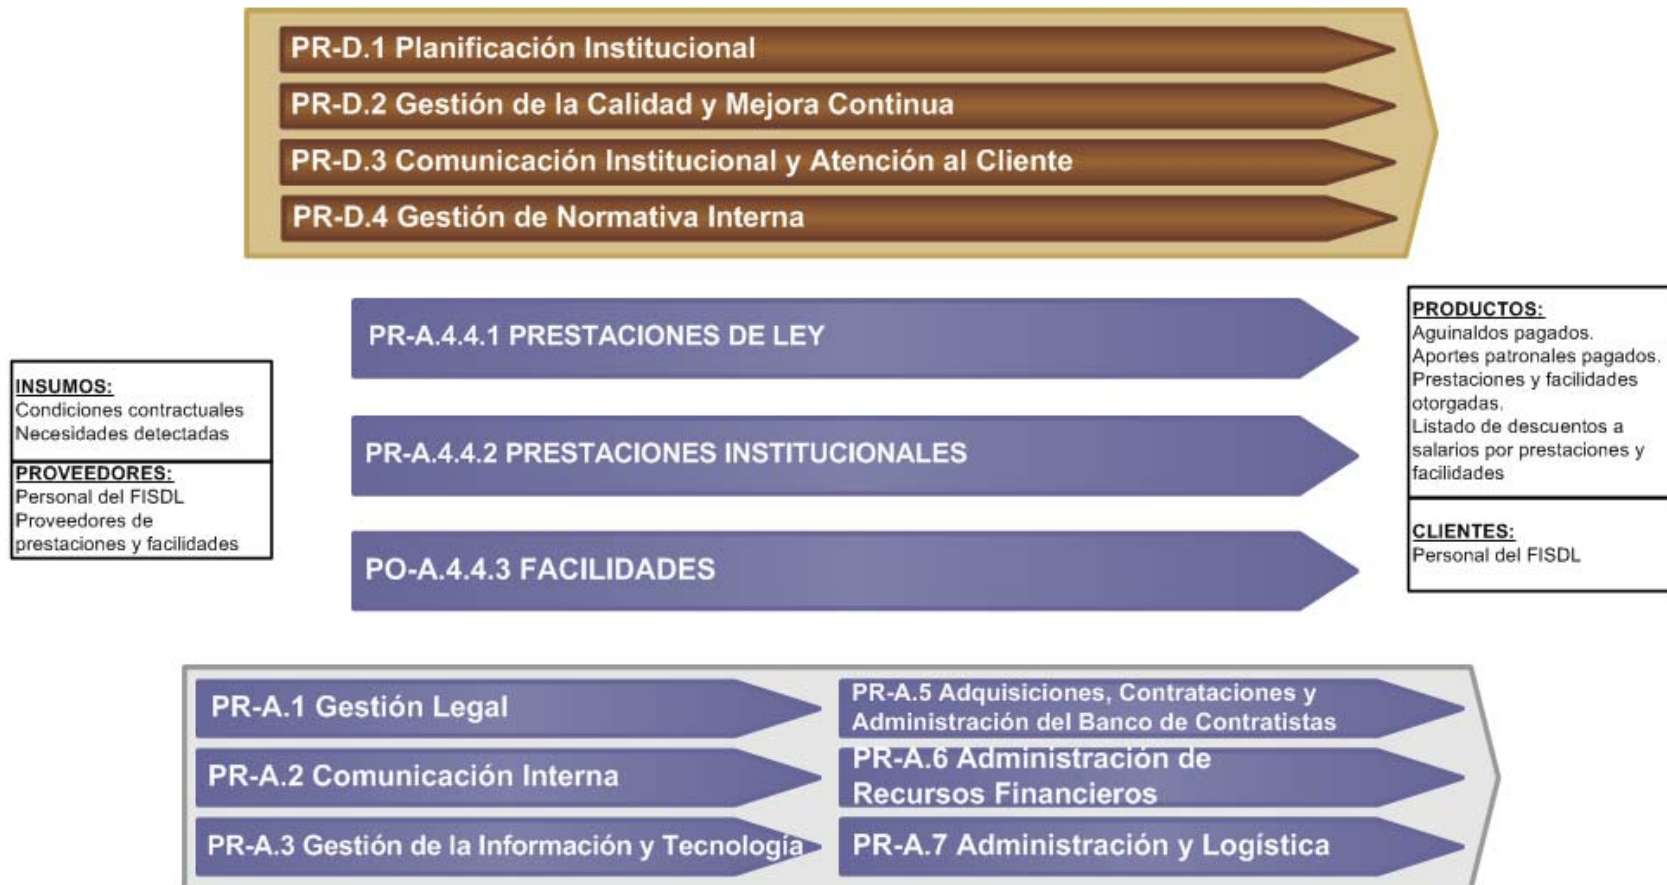 PR-D.1 Planificación Institucional
PR-D.2 Gestión de la Calidad y Mejora Continua
PR-D.3 Comunicación Institucional y Atención al Cliente
PR-D.4 Gestión de Normativa Interna
INSUMOS:
Condiciones contractuales
Necesidades detectadas
PROVEEDORES:
Personal del FISDL
Proveedores de
prestaciones y facilidades
PR-A.4.4.1 PRESTACIONES DE LEY
PR-A.4.4.2 PRESTACIONES INSTITUCIONALES
PO-A.4.4.3 FACILIDADES
PRODUCTOS:
Aguinaldos pagados.
Aportes patronales pagados.
Prestaciones y facilidades
otorgadas.
Listado de descuentos a
salarios por prestaciones y
facilidades
CLIENTES:
Personal del FISDL
PR-A.1 Gestión Legal
PR-A.2 Comunicación Interna
PR-A.3 Gestión de la Información y Tecnología
PR-A.5 Adquisiciones, Contrataciones y
Administración del Banco de Contratistas
PR-A.6 Administración de
Recursos Financieros
PR-A.7 Administración y Logística